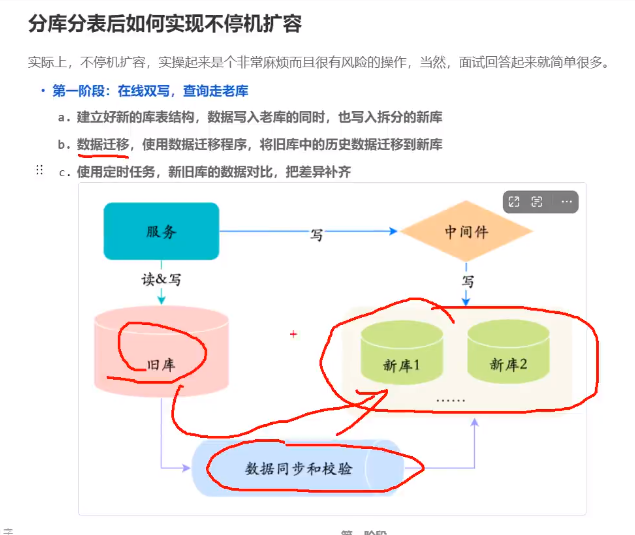 分库分表后如何实现不停机扩容
实际上，不停机扩容，实操起来是个非常麻烦而且很有风险的操作，当然，面试回答起来就简单很多。
• 第一阶段：在线双写，查询走老库
a. 建立好新的库表结构，数据写入老库的同时，也写入拆分的新库
b. 数据迁移，使用数据迁移程序，将旧库中的历史数据迁移到新库
c. 使用定时任务，新旧库的数据对比，把差异补齐
服务
写
中间件
读&写
写
旧库
新库1
新库2
……
数据同步和校验